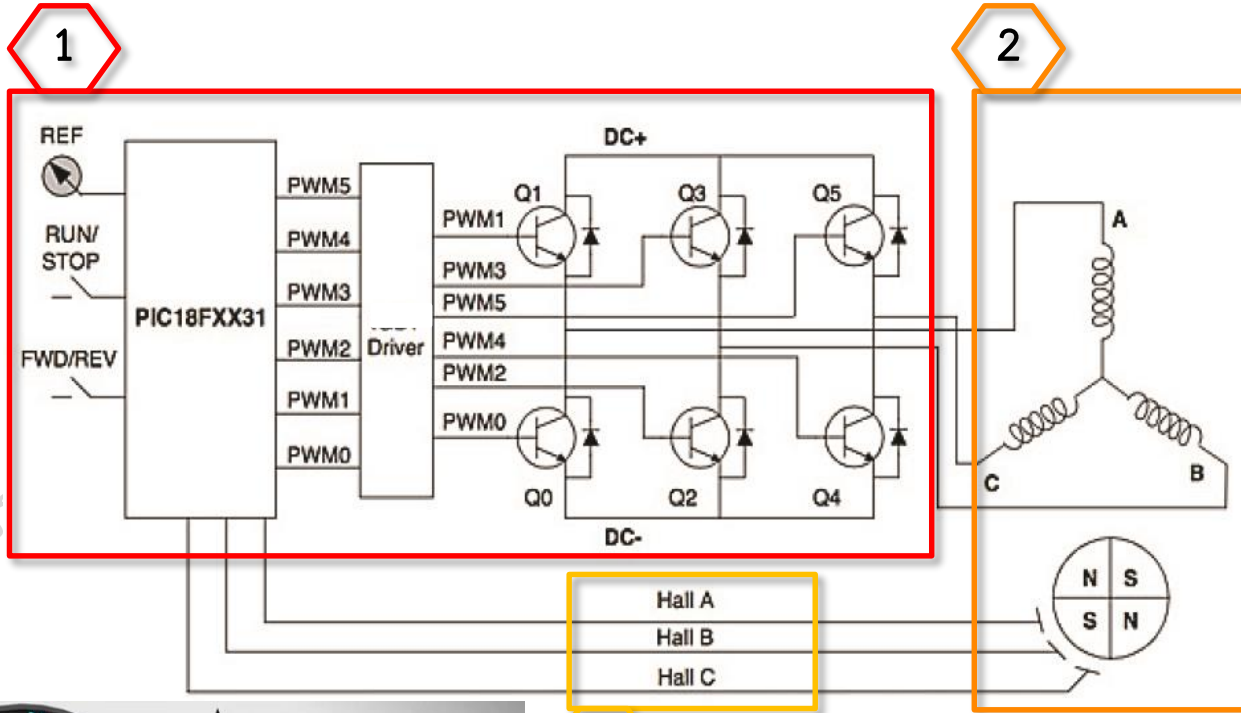 1
2
REF
RUN/
STOP
FWD/REV
PIC18FXX31
PWM5
PWM4
PWM3
PWM2
PWM1
PWM0
Driver
PWM1
PWM3
PWM5
PWM4
PWM2
PWM0
DC+
Q1
Q3
Q5
Q0
Q2
Q4
DC-
A
B
C
N S
S N
Hall A
Hall B
Hall C